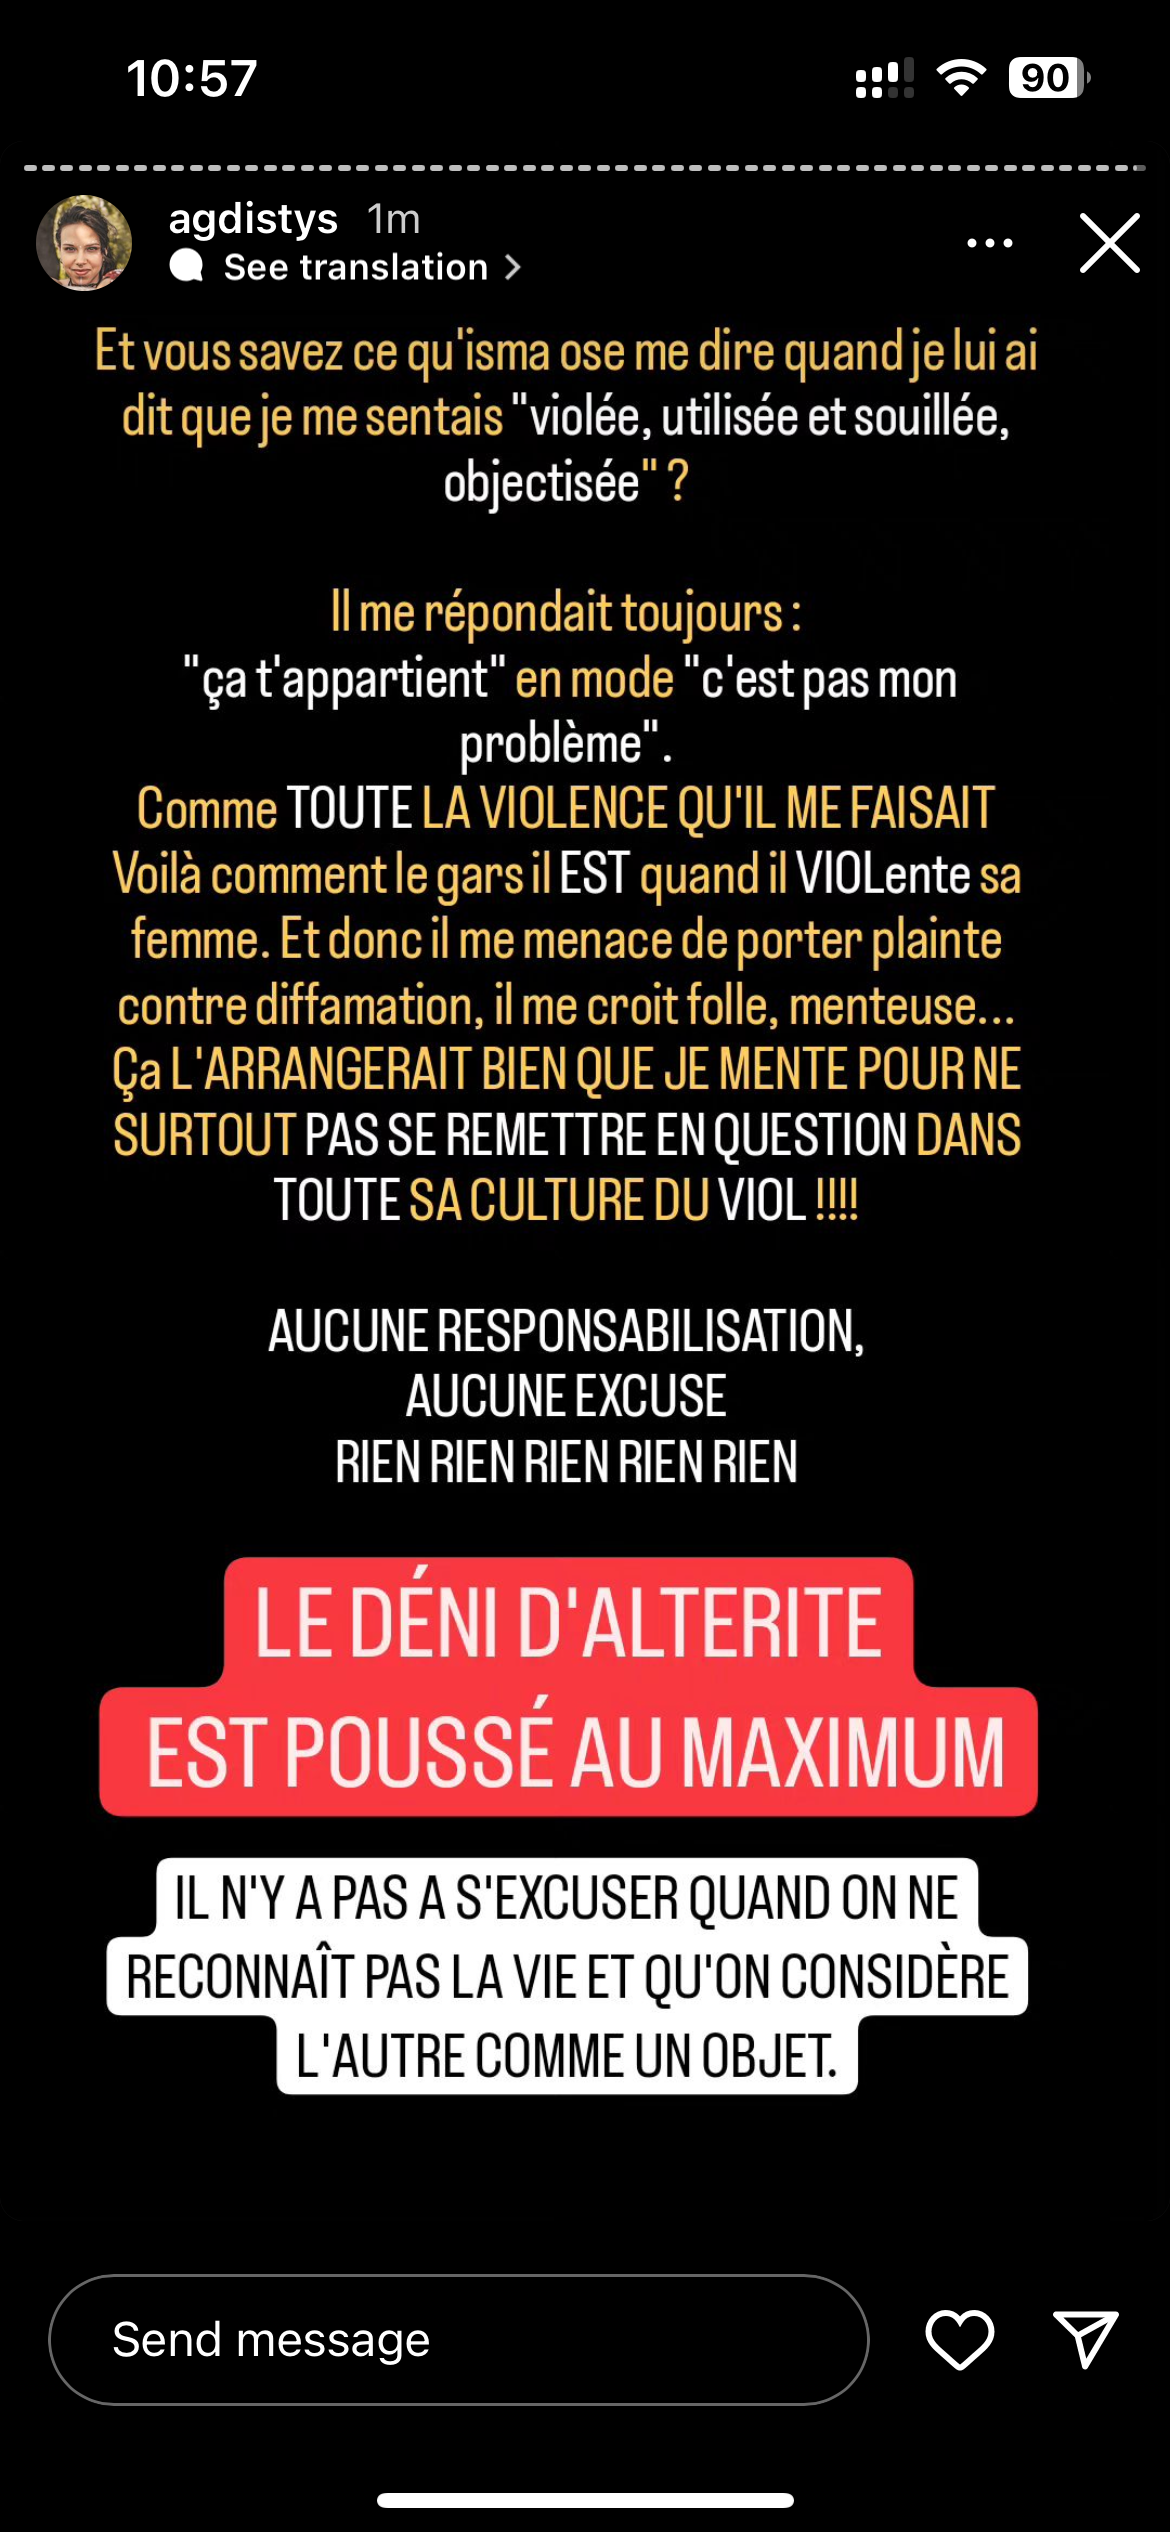 10:57
90
agdistys 1m
See translation
Et vous savez ce qu'isma ose me dire quand je lui ai
dit que je me sentais "violée, utilisée et souillée,
objectisée" ?
Il me répondait toujours :
"ça t'appartient" en mode "c'est pas mon
problème".
Comme TOUTE LA VIOLENCE QU'IL ME FAISAIT
Voilà comment le gars il EST quand il VIOLente sa
femme. Et donc il me menace de porter plainte
contre diffamation, il me croit folle, menteuse...
Ça L'ARRANGERAIT BIEN QUE JE MENTE POUR NE
SURTOUT PAS SE REMETTRE EN QUESTION DANS
TOUTE SA CULTURE DU VIOL !!!!
AUCUNE RESPONSABILISATION,
AUCUNE EXCUSE
RIEN RIEN RIEN RIEN RIEN
LE DÉNI D'ALTERITE
EST POUSSÉ AU MAXIMUM
IL N'Y A PAS A S'EXCUSER QUAND ON NE
RECONNAÎT PAS LA VIE ET QU'ON CONSIDÈRE
L'AUTRE COMME UN OBJET.
Send message